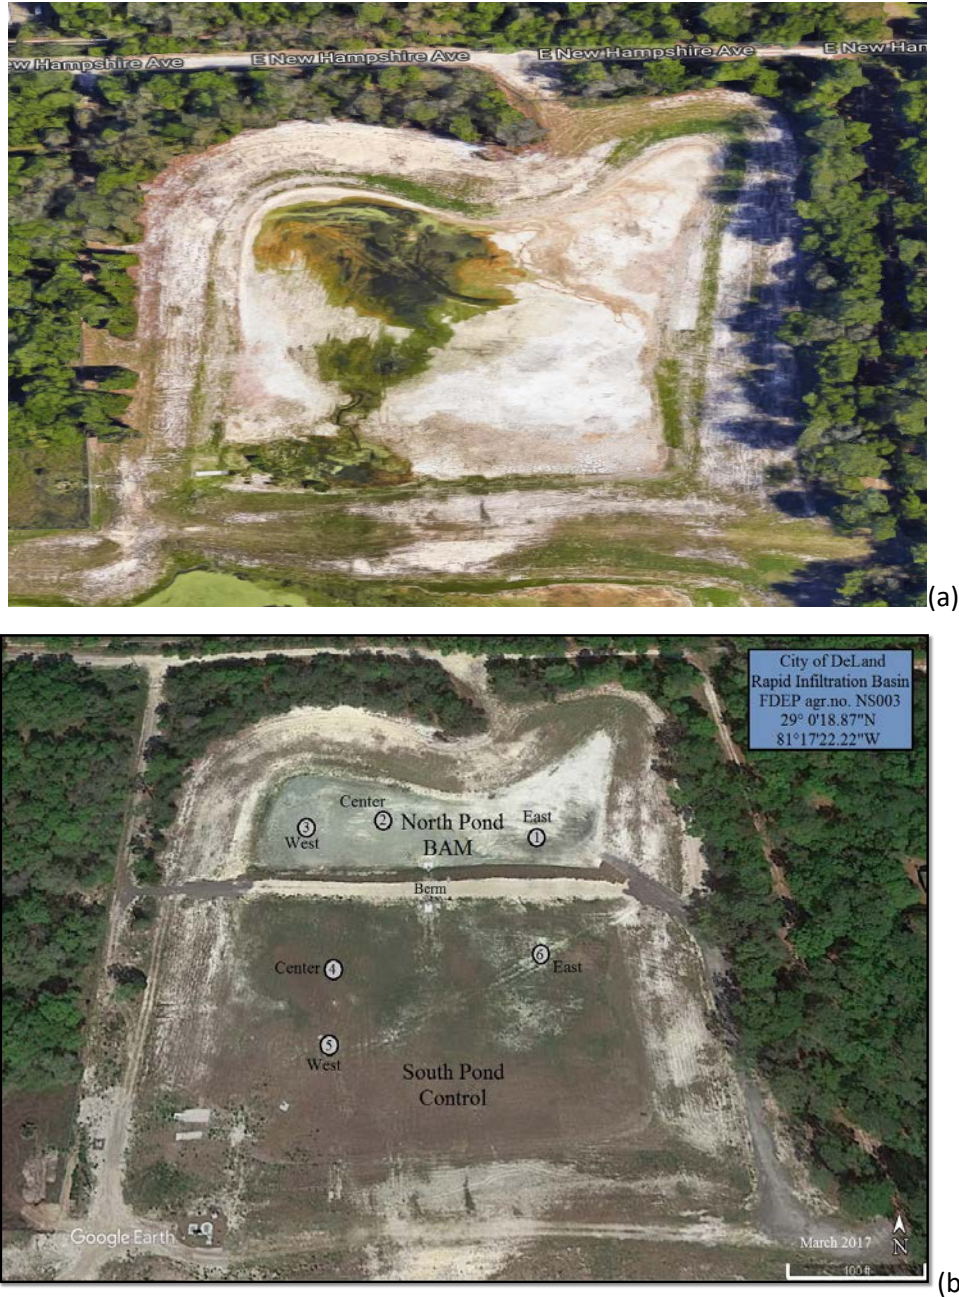 ew Hampshire Ave
E New Hampshire Ave
E New Hampshire Ave
E New Ham
(a)
City of DeLand
Rapid Infiltration Basin
FDEP agr.no. NS003
29° 0'18.87"N
81°17'22.22"W
Center
2
3
West
North Pond
BAM
East
1
Berm
Center 4
6
East
5
West
South Pond
Control
Google Earth
March 2017
N
100 ft
(b